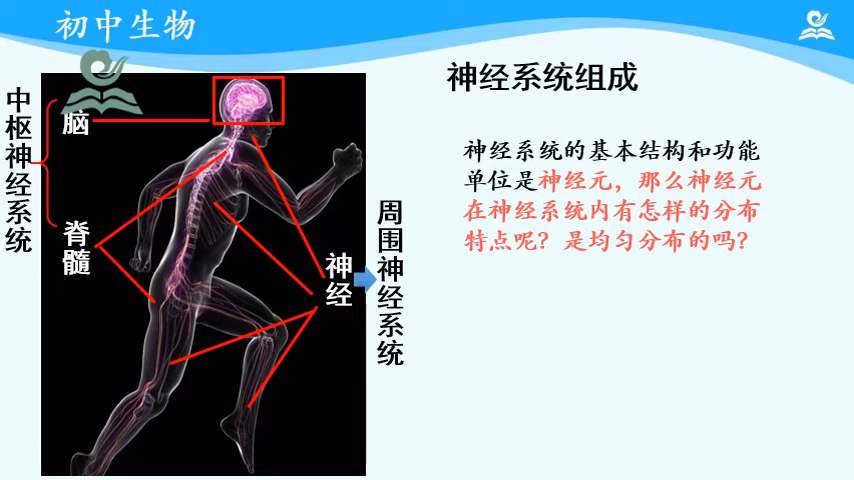 初中生物
神经系统组成
中枢神经系统
脑
脊髓
神经
周围神经系统
神经系统的基本结构和功能
单位是神经元，那么神经元
在神经系统内有怎样的分布
特点呢？是均匀分布的吗？